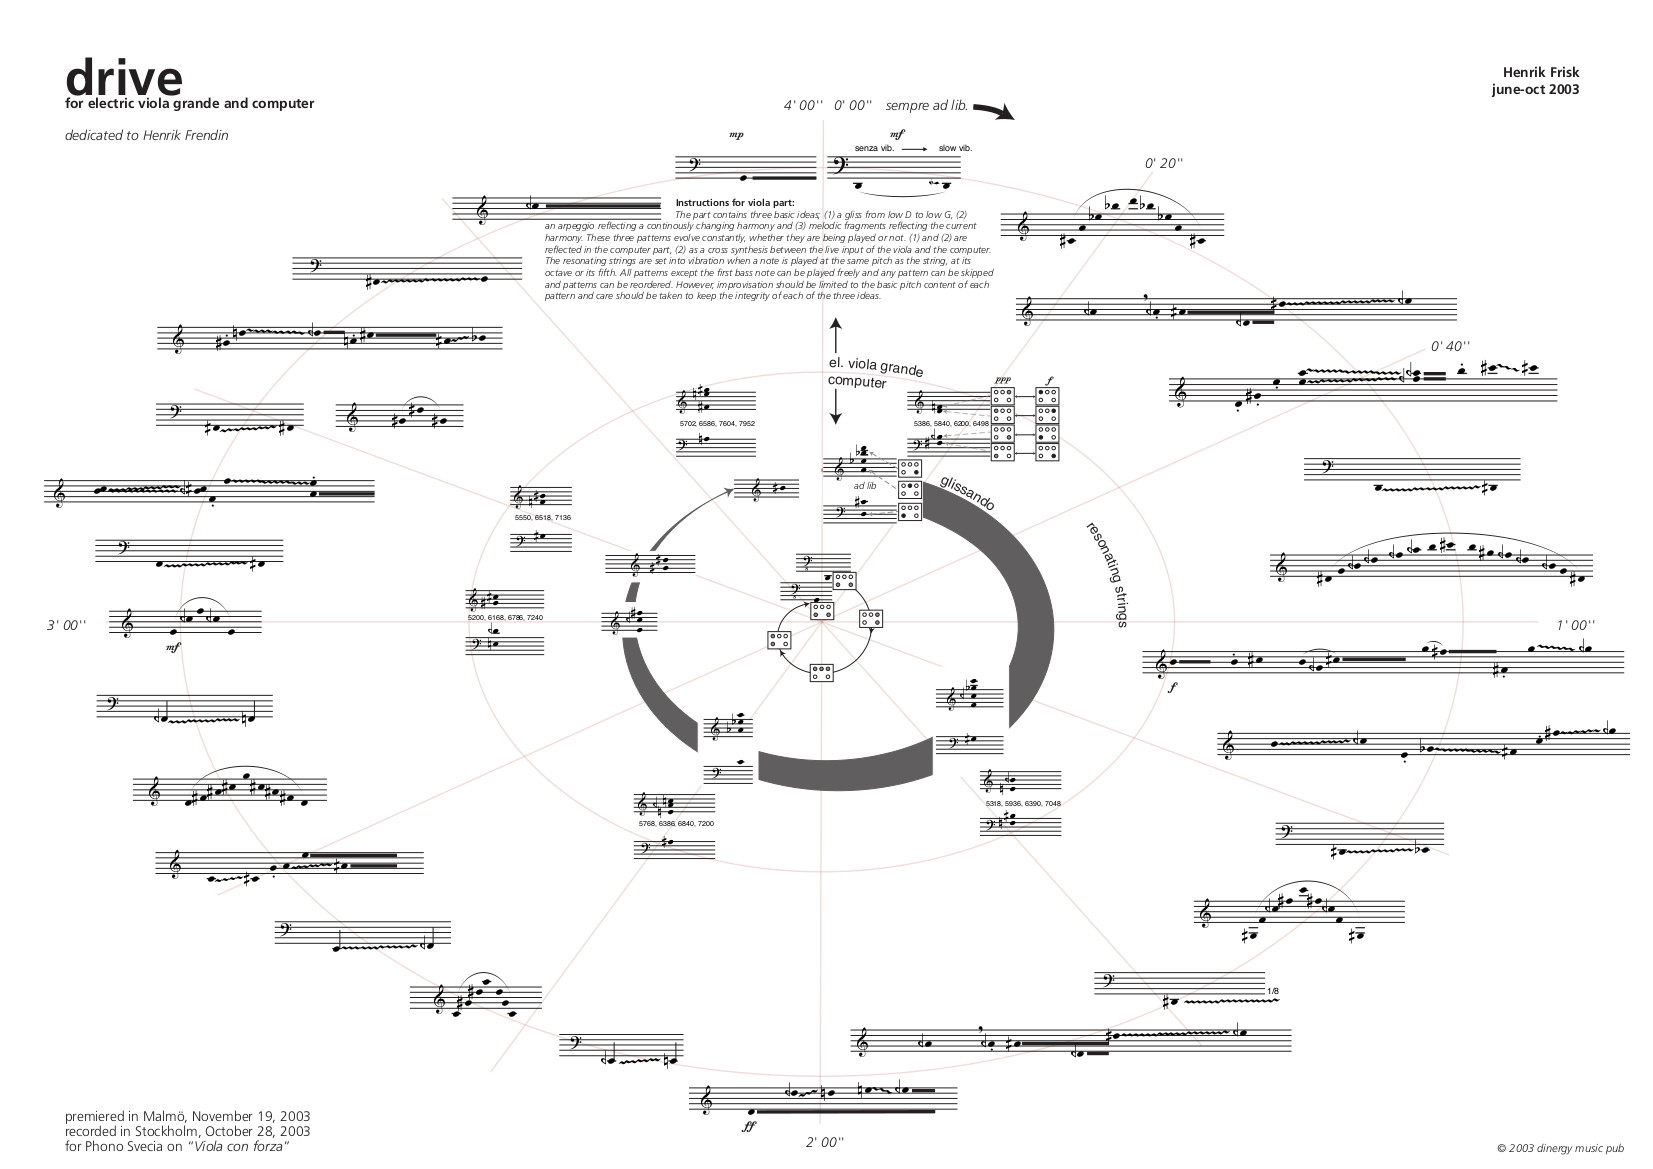 drive
for electric viola grande and computer
dedicated to Henrik Frendin
Henrik Frisk
june-oct 2003
4' 00'' 0' 00'' sempre ad lib.
mp
mf
senza vib. slow vib.
0' 20''
Instructions for viola part:
The part contains three basic ideas; (1) a gliss from low D to low G, (2)
an arpeggio reflecting a continously changing harmony and (3) melodic fragments reflecting the current
harmony. These three patterns evolve constantly, whether they are being played or not. (1) and (2) are
reflected in the computer part, (2) as a cross synthesis between the live input of the viola and the computer.
The resonating strings are set into vibration when a note is played at the same pitch as the string, at its
octave or its fifth. All patterns except the first bass note can be played freely and any pattern can be skipped
and patterns can be reordered. However, improvisation should be limited to the basic pitch content of each
pattern and care should be taken to keep the integrity of each of the three ideas.
0' 40''
el. viola grande
computer
ppp
f
5702, 6586, 7604, 7952
5386, 5840, 6200, 6498
ad lib
glissando
resonating strings
5550, 6518, 7136
5200, 6168, 6786, 7240
3' 00''
1' 00''
mf
f
5318, 5936, 6390, 7048
5768, 6386, 6840, 7200
1/8
ff
2' 00''
premiered in Malmö, November 19, 2003
recorded in Stockholm, October 28, 2003
for Phono Svecia on “Viola con forza”
© 2003 dinergy music pub